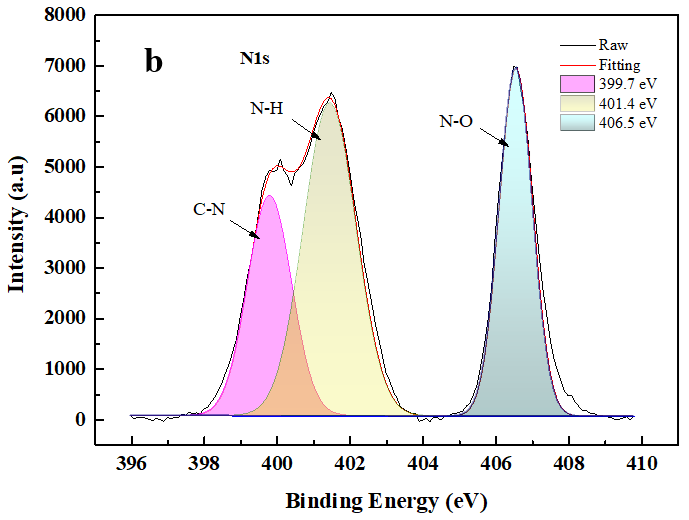 8000
7000
6000
5000
4000
3000
2000
1000
0
Intensity (a.u)
b
N1s
N-H
C-N
N-O
Raw
Fitting
399.7 eV
401.4 eV
406.5 eV
396 398 400 402 404 406 408 410
Binding Energy (eV)